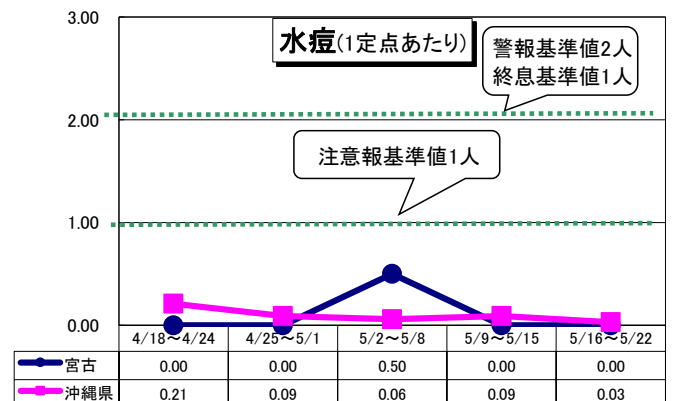 3.00
水痘(1定点あたり)
警報基準値2人
終息基準値1人
2.00
注意報基準値1人
1.00
0.00
4/18～4/24 4/25～5/1 5/2～5/8 5/9～5/15 5/16～5/22
宮古 0.00 0.00 0.50 0.00 0.00
沖縄県 0.21 0.09 0.06 0.09 0.03